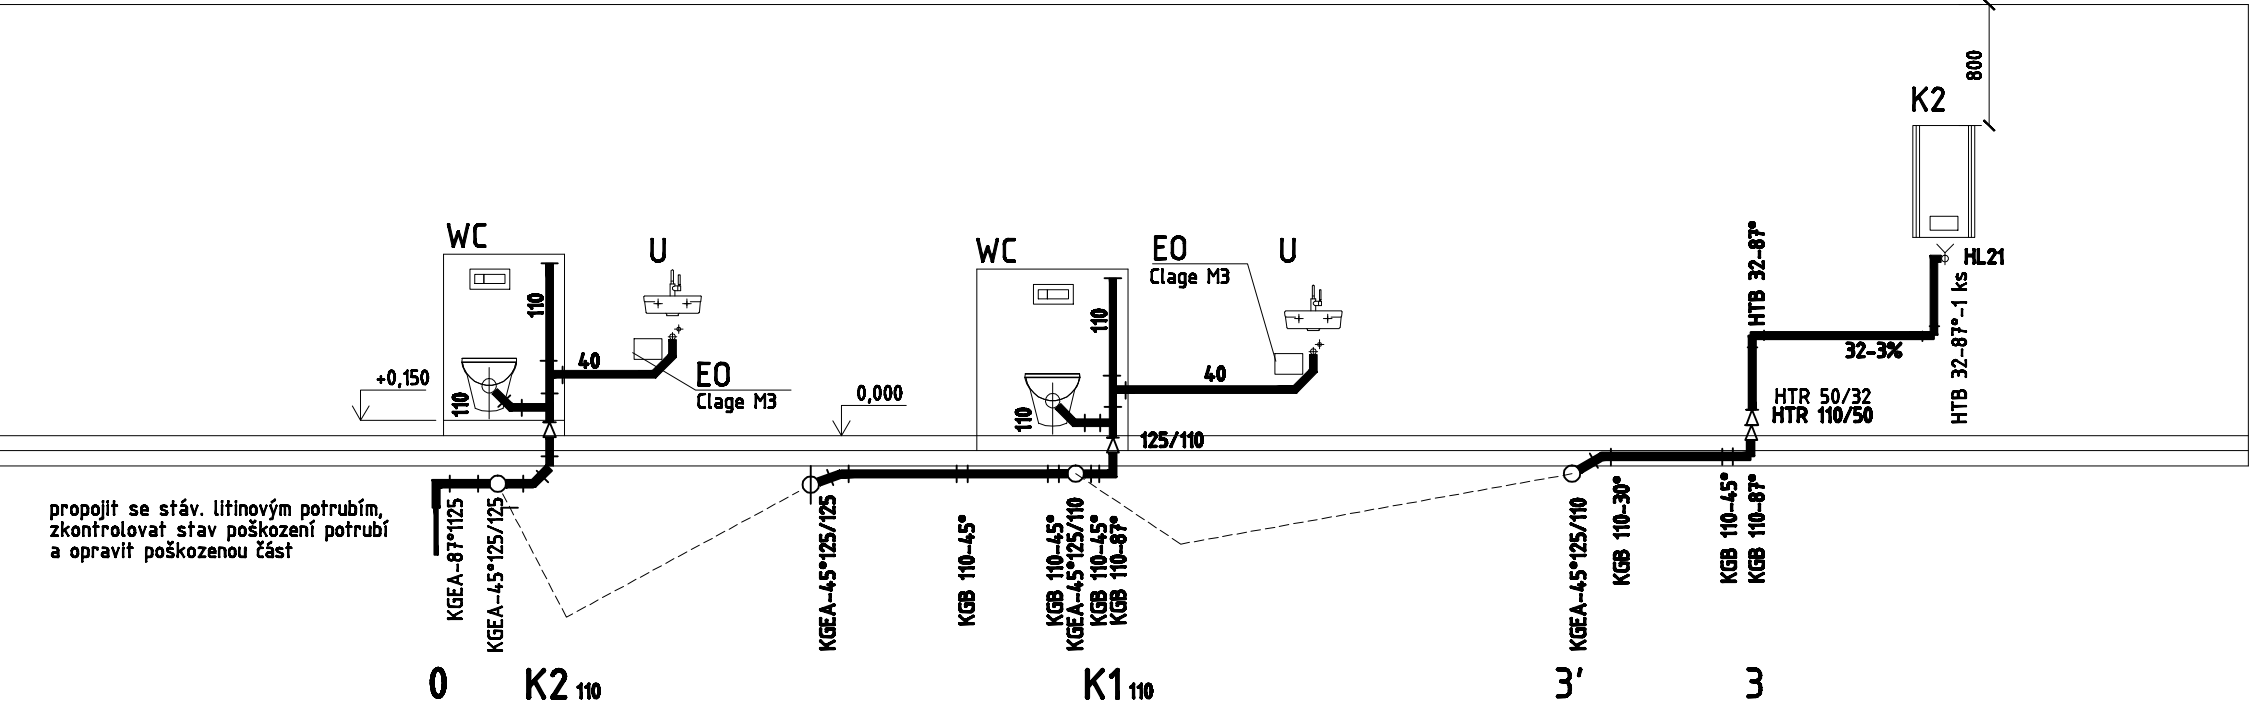 800
K2
HL21
HTB 32-87°-1 ks
HTB 32-87°
32-3%
HTR 50/32
HTR 110/50
WC
U
110
40
110
EO
Clage M3
+0,150
0,000
WC
EO
Clage M3
U
110
40
110
125/110
propojit se stáv. litinovým potrubím,
zkontrolovat stav poškození potrubí
a opravit poškozenou část
KGEA-87°1125
KGEA-45°125/125
KGEA-45°125/125
KGB 110-45°
KGB 110-45°
KGEA-45°125/110
KGB 110-45°
KGB 110-87°
KGEA-45°125/110
KGB 110-30°
KGB 110-45°
KGB 110-87°
0
K2 110
K1 110
3'
3